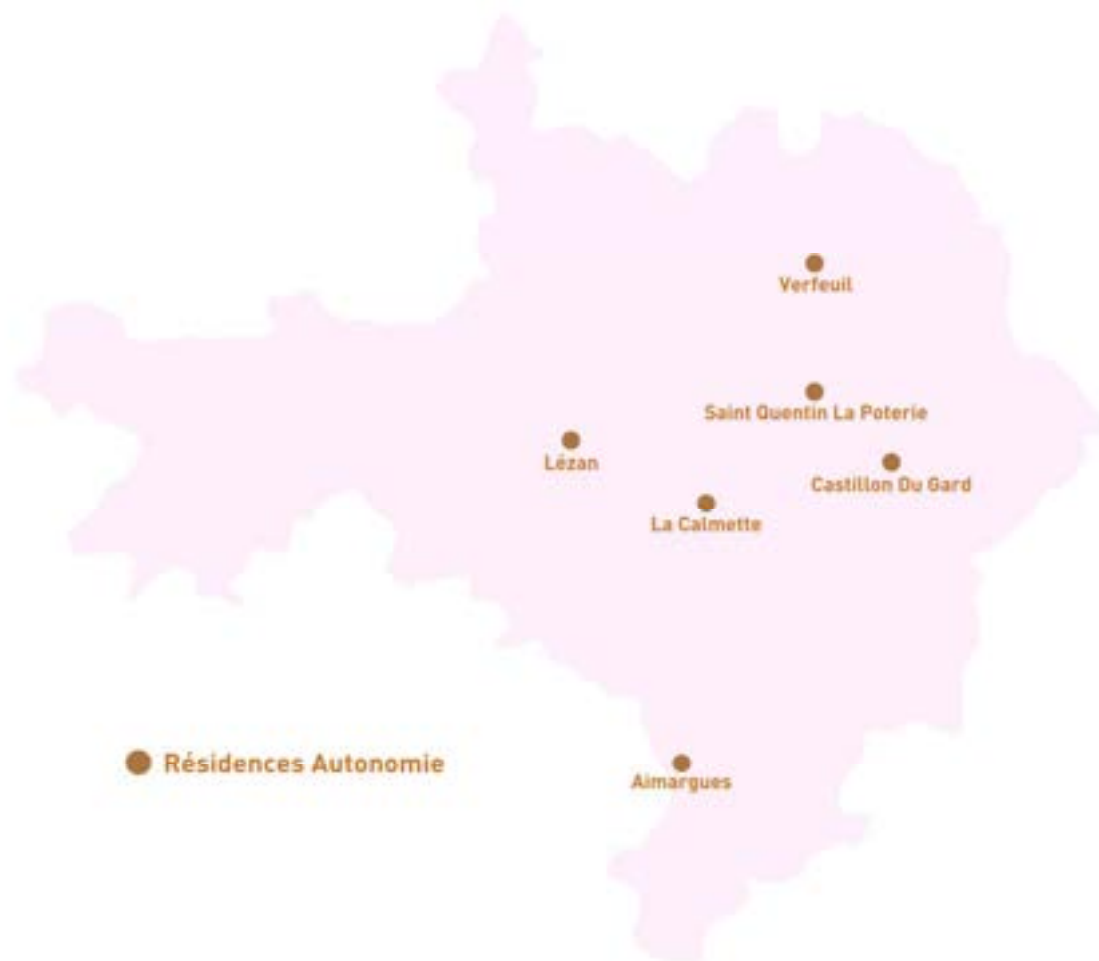 Verfeuil
Saint Quentin La Poterie
Lézan
Castillon Du Gard
La Calmette
Résidences Autonomie
Aimargues